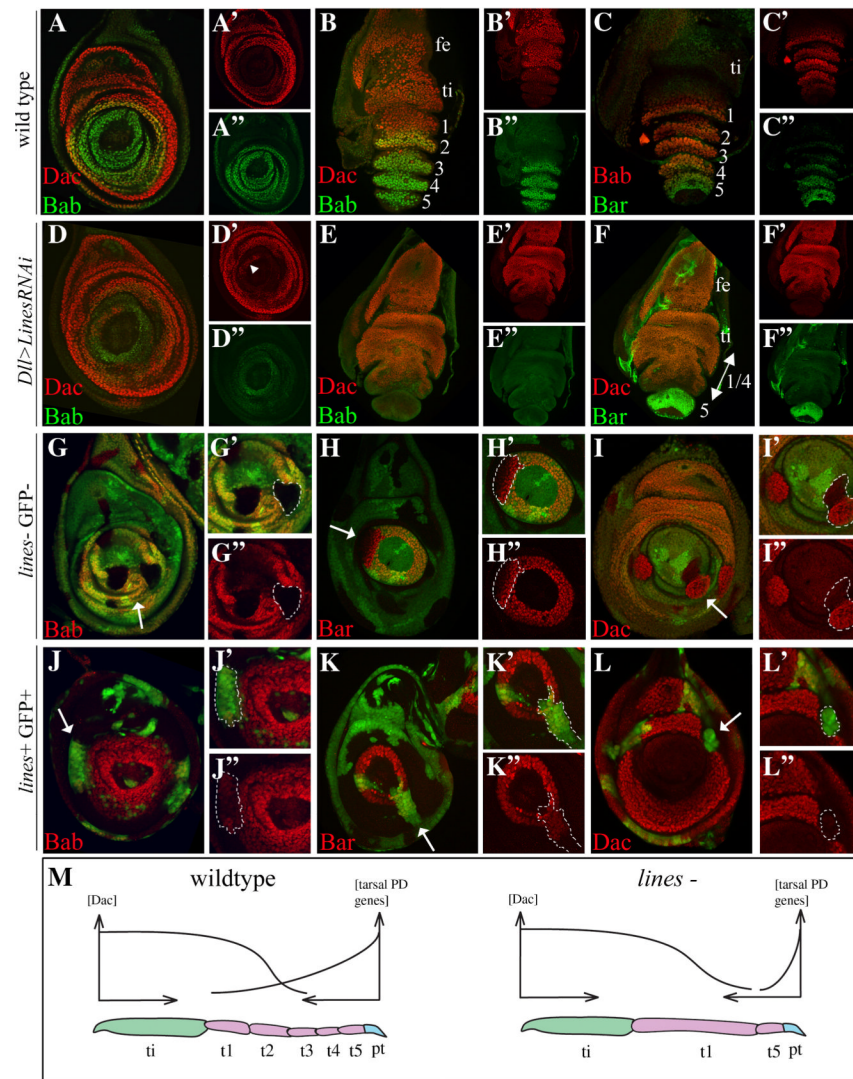 A
A’
B
B’
C
C’
fe
ti
ti
A”
B”
C”
1
2
3
4
5
1
2
3
4
5
wild type
Dac
Bab
Dac
Bab
Bab
Bar
D
D’
E
E’
F
F’
fe
ti
1/4
5
D”
E”
F”
Dll>LinesRNAi
Dac
Bab
Dac
Bab
Dac
Bar
G
G’
H
H’
I
I’
G”
H”
I”
lines- GFP-
Bab
Bar
Dac
J
J’
K
K’
L
L’
J”
K”
L”
lines+ GFP+
Bab
Bar
Dac
M
wildtype
lines -
[Dac]
[tarsal PD
genes]
[Dac]
[tarsal PD
genes]
ti t1 t2 t3 t4 t5 pt
ti t1 t5 pt